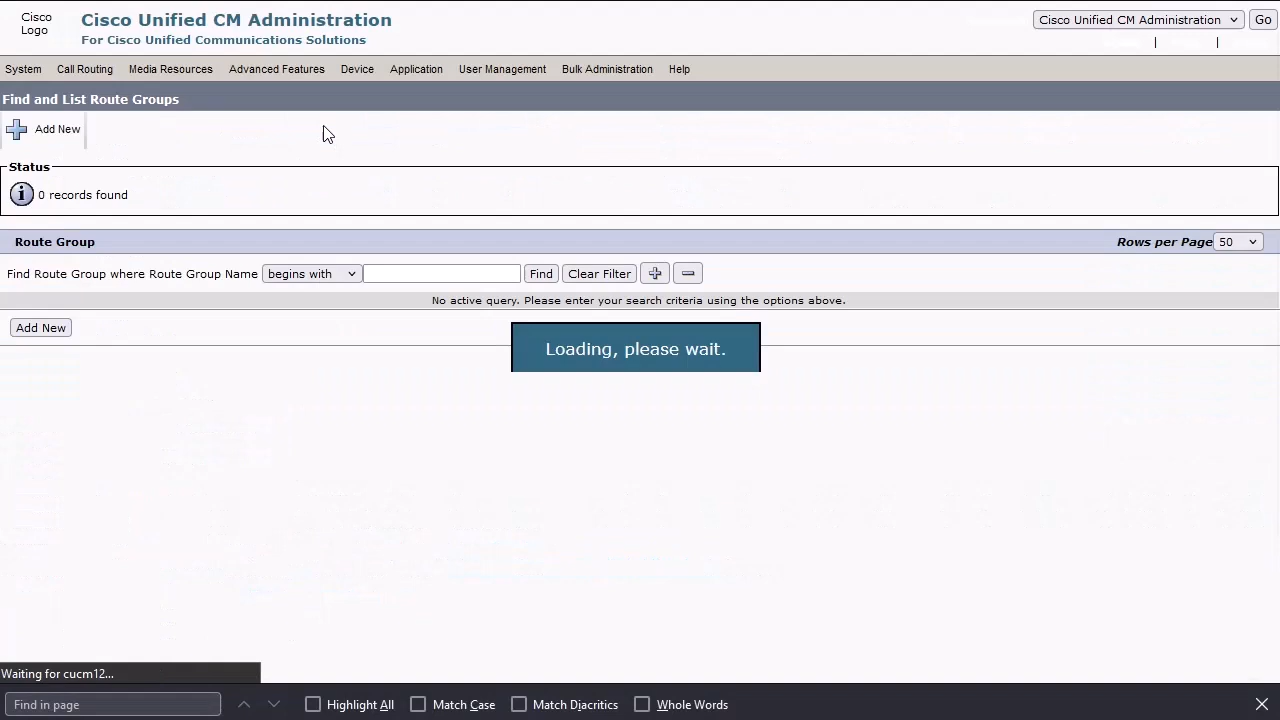 Cisco
Logo
Cisco Unified CM Administration
For Cisco Unified Communications Solutions
Cisco Unified CM Administration
Go
|
|
System
Call Routing
Media Resources
Advanced Features
Device
Application
User Management
Bulk Administration
Help
Find and List Route Groups
Add New
Status
0 records found
Route Group
Rows per Page 50
Find Route Group where Route Group Name begins with Find Clear Filter
No active query. Please enter your search criteria using the options above.
Add New
Loading, please wait.
Waiting for cucm12...
Find in page
Highlight All
Match Case
Match Diacritics
Whole Words